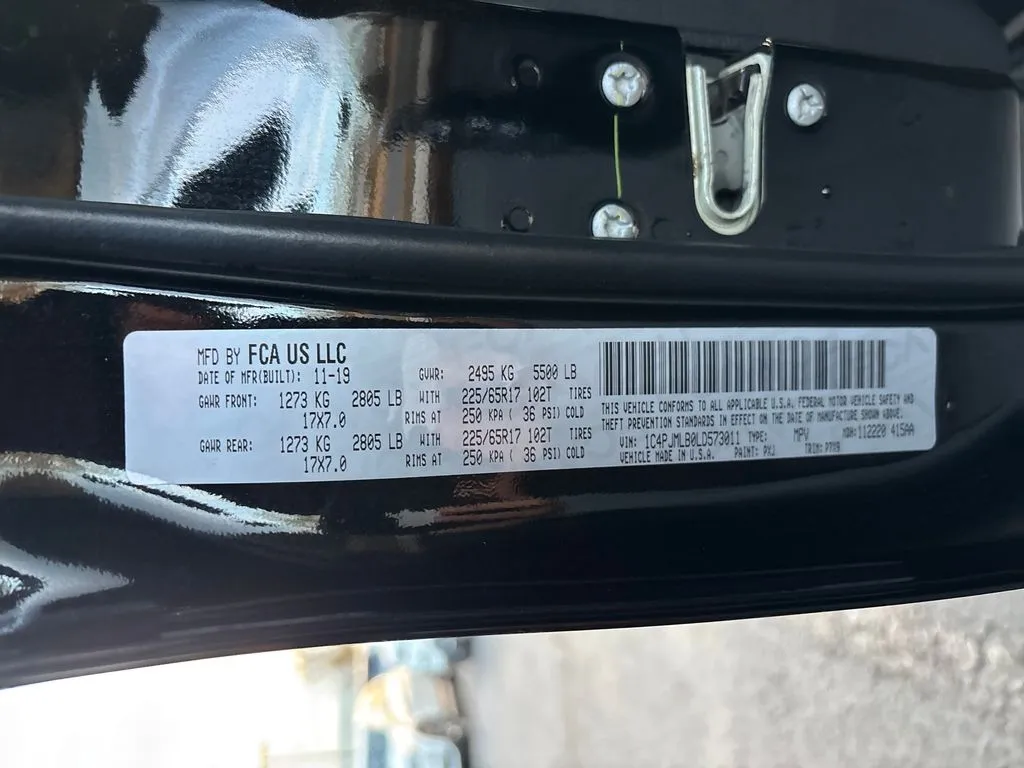 MFD BY FCA US LLC
DATE OF MFR(BUILT): 11-19
GVWR: 2495 KG 5500 LB
GAWR FRONT: 1273 KG 2805 LB WITH 225/65R17 102T TIRES
17X7.0 RIMS AT 250 KPA ( 36 PSI) COLD
GAWR REAR: 1273 KG 2805 LB WITH 225/65R17 102T TIRES
17X7.0 RIMS AT 250 KPA ( 36 PSI) COLD
THIS VEHICLE CONFORMS TO ALL APPLICABLE U.S.A. FEDERAL MOTOR VEHICLE SAFETY AND
THEFT PREVENTION STANDARDS IN EFFECT ON THE DATE OF MANUFACTURE SHOWN ABOVE.
VIN: 1C4PJMLB0LD573011 TYPE: MPV MDH: 112220 415AA
VEHICLE MADE IN U.S.A. PAINT: PXJ TRIM: